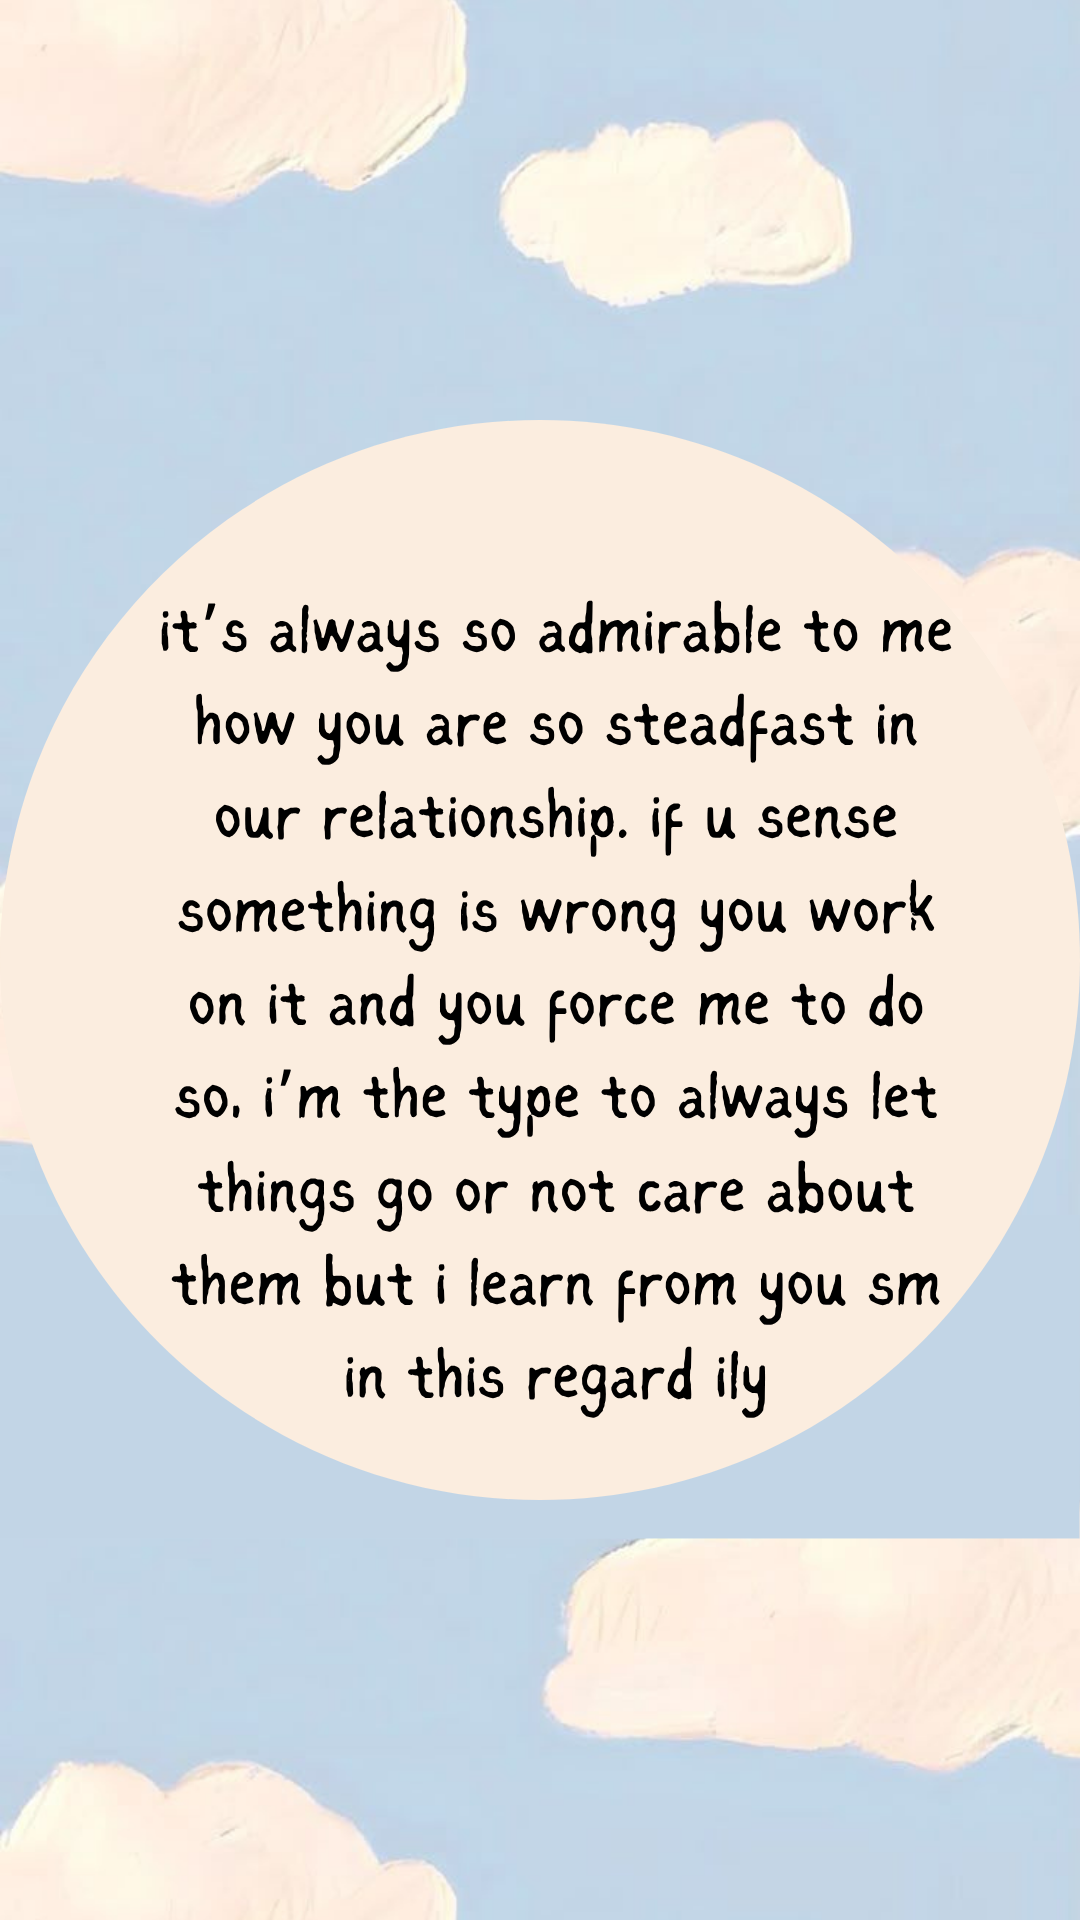 it's always so admirable to me
how you are so steadfast in
our relationship. if u sense
something is wrong you work
on it and you force me to do
so, i'm the type to always let
things go or not care about
them but i learn from you sm
in this regard ily